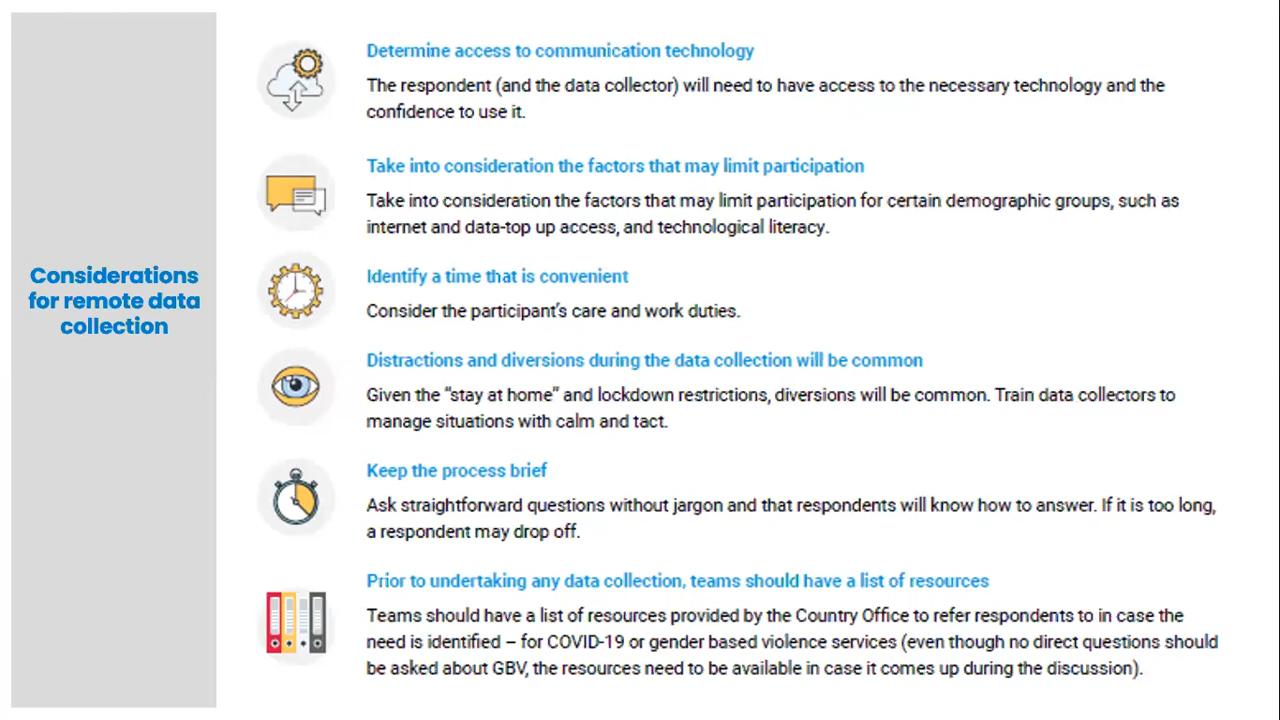 Considerations
for remote data
collection
Determine access to communication technology
The respondent (and the data collector) will need to have access to the necessary technology and the
confidence to use it.
Take into consideration the factors that may limit participation
Take into consideration the factors that may limit participation for certain demographic groups, such as
internet and data-top up access, and technological literacy.
Identify a time that is convenient
Consider the participant's care and work duties.
Distractions and diversions during the data collection will be common
Given the “stay at home” and lockdown restrictions, diversions will be common. Train data collectors to
manage situations with calm and tact.
Keep the process brief
Ask straightforward questions without jargon and that respondents will know how to answer. If it is too long,
a respondent may drop off.
Prior to undertaking any data collection, teams should have a list of resources
Teams should have a list of resources provided by the Country Office to refer respondents to in case the
need is identified – for COVID-19 or gender based violence services (even though no direct questions should
be asked about GBV, the resources need to be available in case it comes up during the discussion).